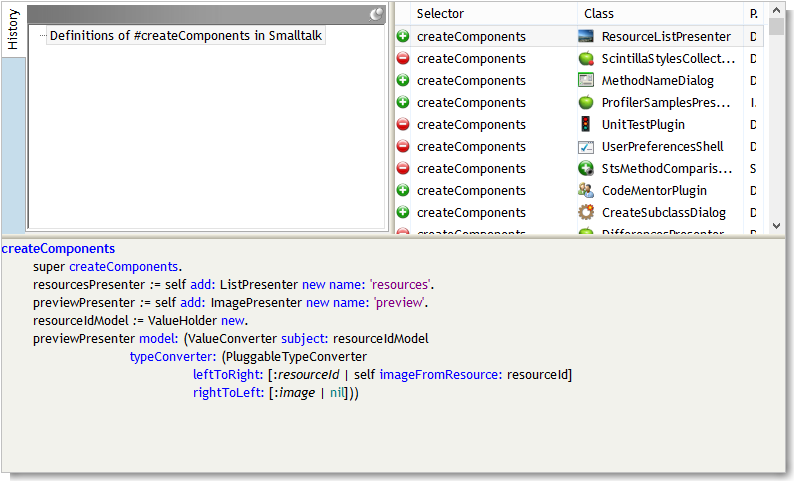 History
Definitions of #createComponents in Smalltalk
Selector Class P.
createComponents ResourceListPresenter D
createComponents ScintillaStylesCollect... D
createComponents MethodNameDialog D
createComponents ProfilerSamplesPres... I.
createComponents UnitTestPlugin D
createComponents UserPreferencesShell D
createComponents StsMethodComparis... S
createComponents CodeMentorPlugin D
createComponents CreateSubclassDialog D
createComponents DifferencesPresenter D
createComponents
super createComponents.
resourcesPresenter := self add: ListPresenter new name: 'resources'.
previewPresenter := self add: ImagePresenter new name: 'preview'.
resourceIdModel := ValueHolder new.
previewPresenter model: (ValueConverter subject: resourceIdModel
typeConverter: (PluggableTypeConverter
leftToRight: [:resourceId | self imageFromResource: resourceId]
rightToLeft: [:image | nil]))